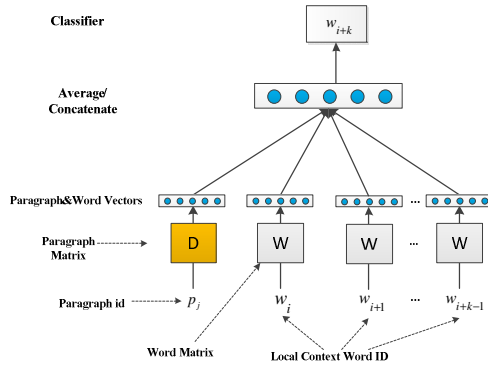 Classifier
w_{i+k}
Average/
Concatenate
Paragraph&Word Vectors
...
Paragraph
Matrix
D
W
W
...
W
Paragraph id
p_j
w_i
w_{i+1}
...
w_{i+k-1}
Word Matrix
Local Context Word ID